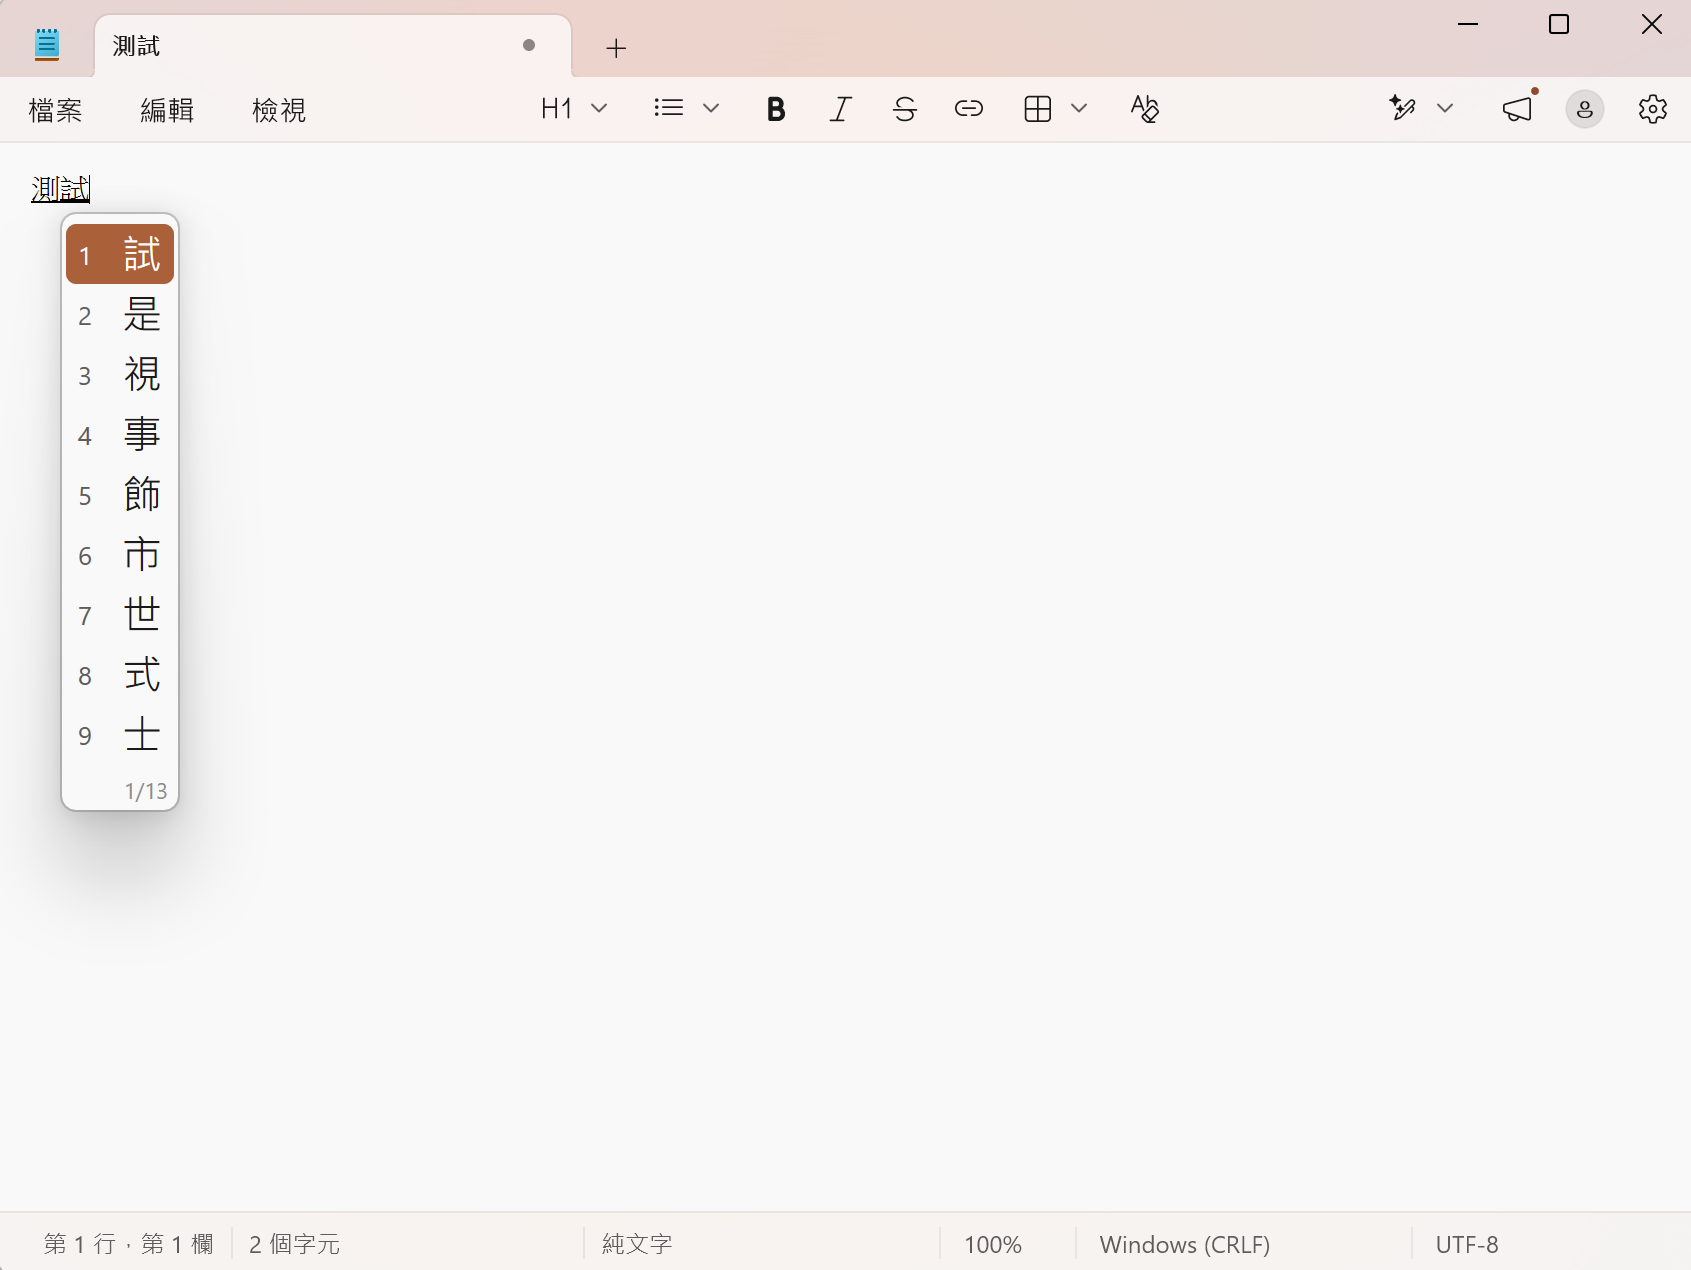 測試
檔案 編輯 檢視 H1
測試
1 試
2 是
3 視
4 事
5 飾
6 市
7 世
8 式
9 士
1/13
第 1 行，第 1 欄 2 個字元 純文字 100% Windows (CRLF) UTF-8